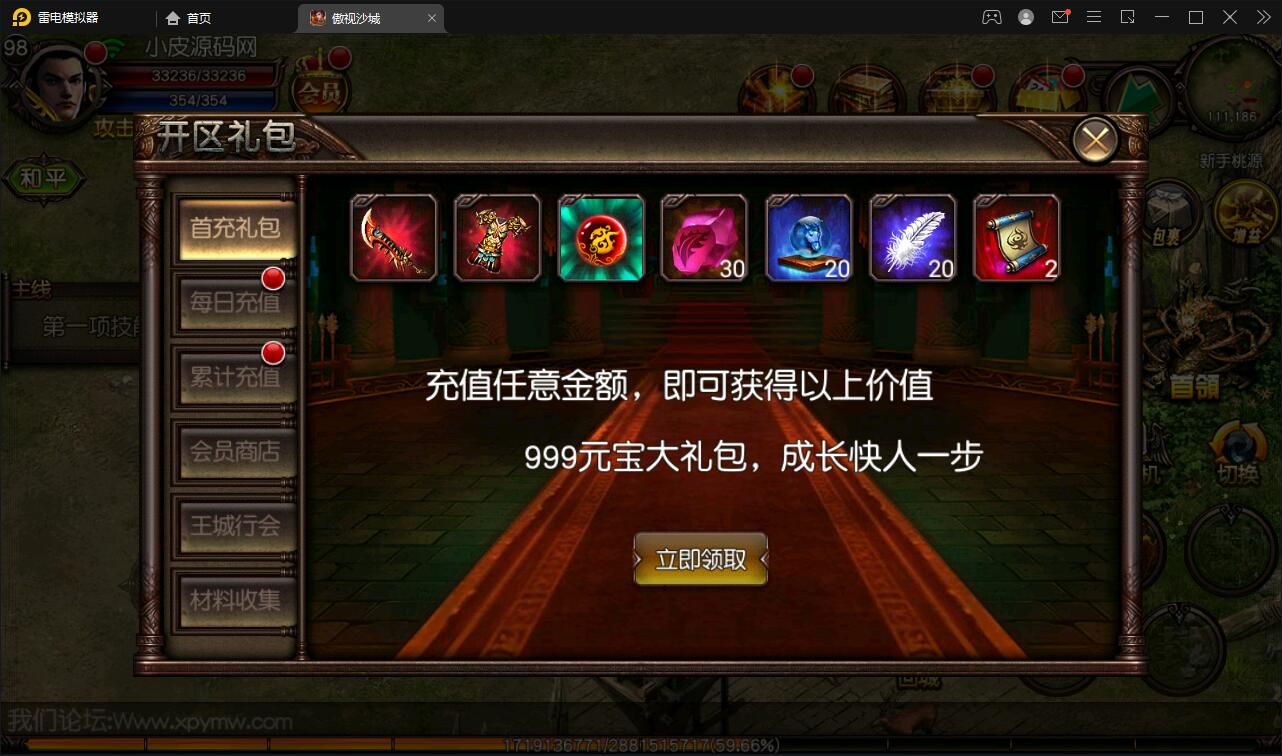 雷电模拟器
首页
傲视沙城
98
小皮源码网
33236/33236
354/354
攻击
会员
111,186
新手桃源
和平
包裹
增益
开区礼包
首充礼包
每日充值
累计充值
会员商店
王城行会
材料收集
主线
第一项技能
30
20
20
2
充值任意金额，即可获得以上价值
999元宝大礼包，成长快人一步
立即领取
首领
机
切换
回城
我们论坛:Www.xpymw.com
1719136771/2881515717(59.66%)